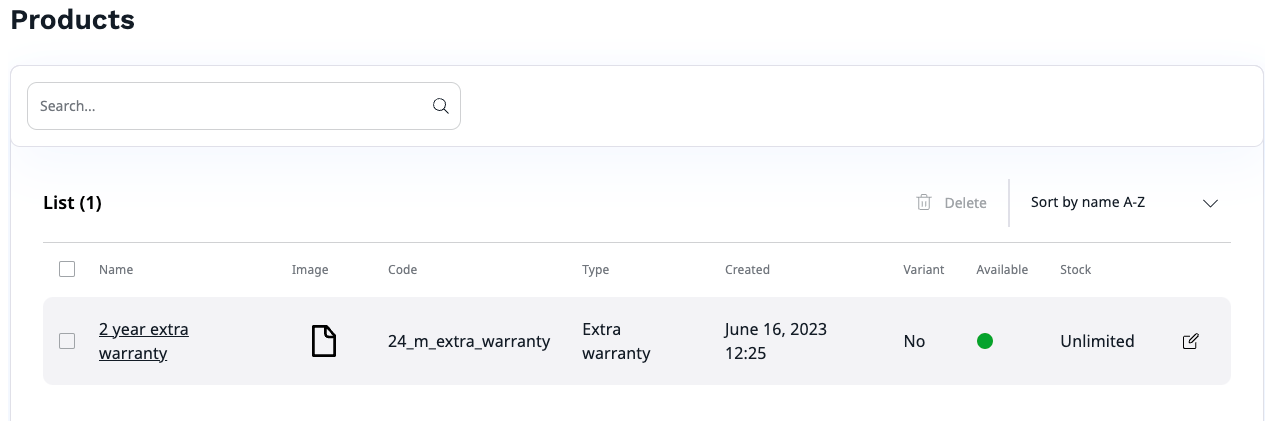 Products
Search...
List (1)
Delete
Sort by name A-Z
Name Image Code Type Created Variant Available Stock
2 year extra warranty
24_m_extra_warranty
Extra warranty
June 16, 2023 12:25
No
Unlimited